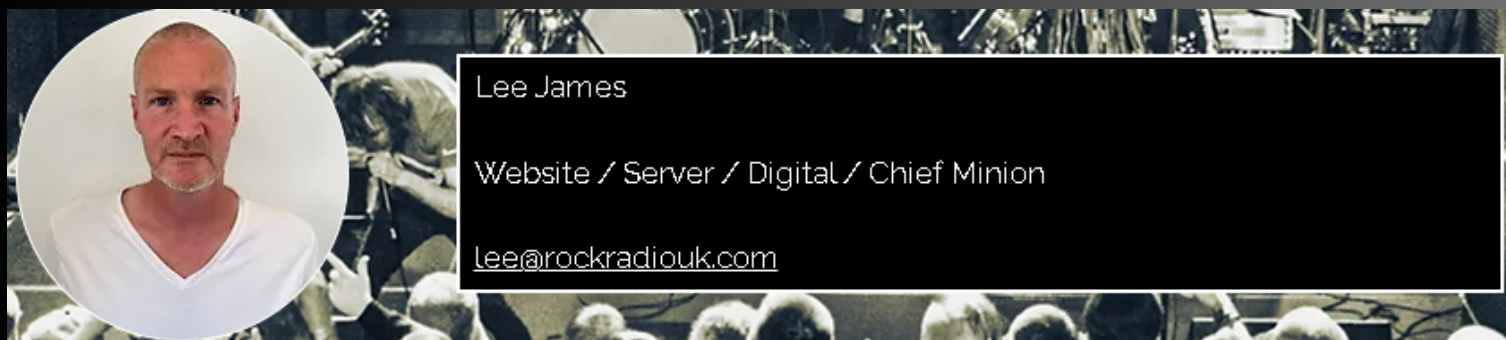 Lee James
Website / Server / Digital / Chief Minion
lee@rockradiouk.com